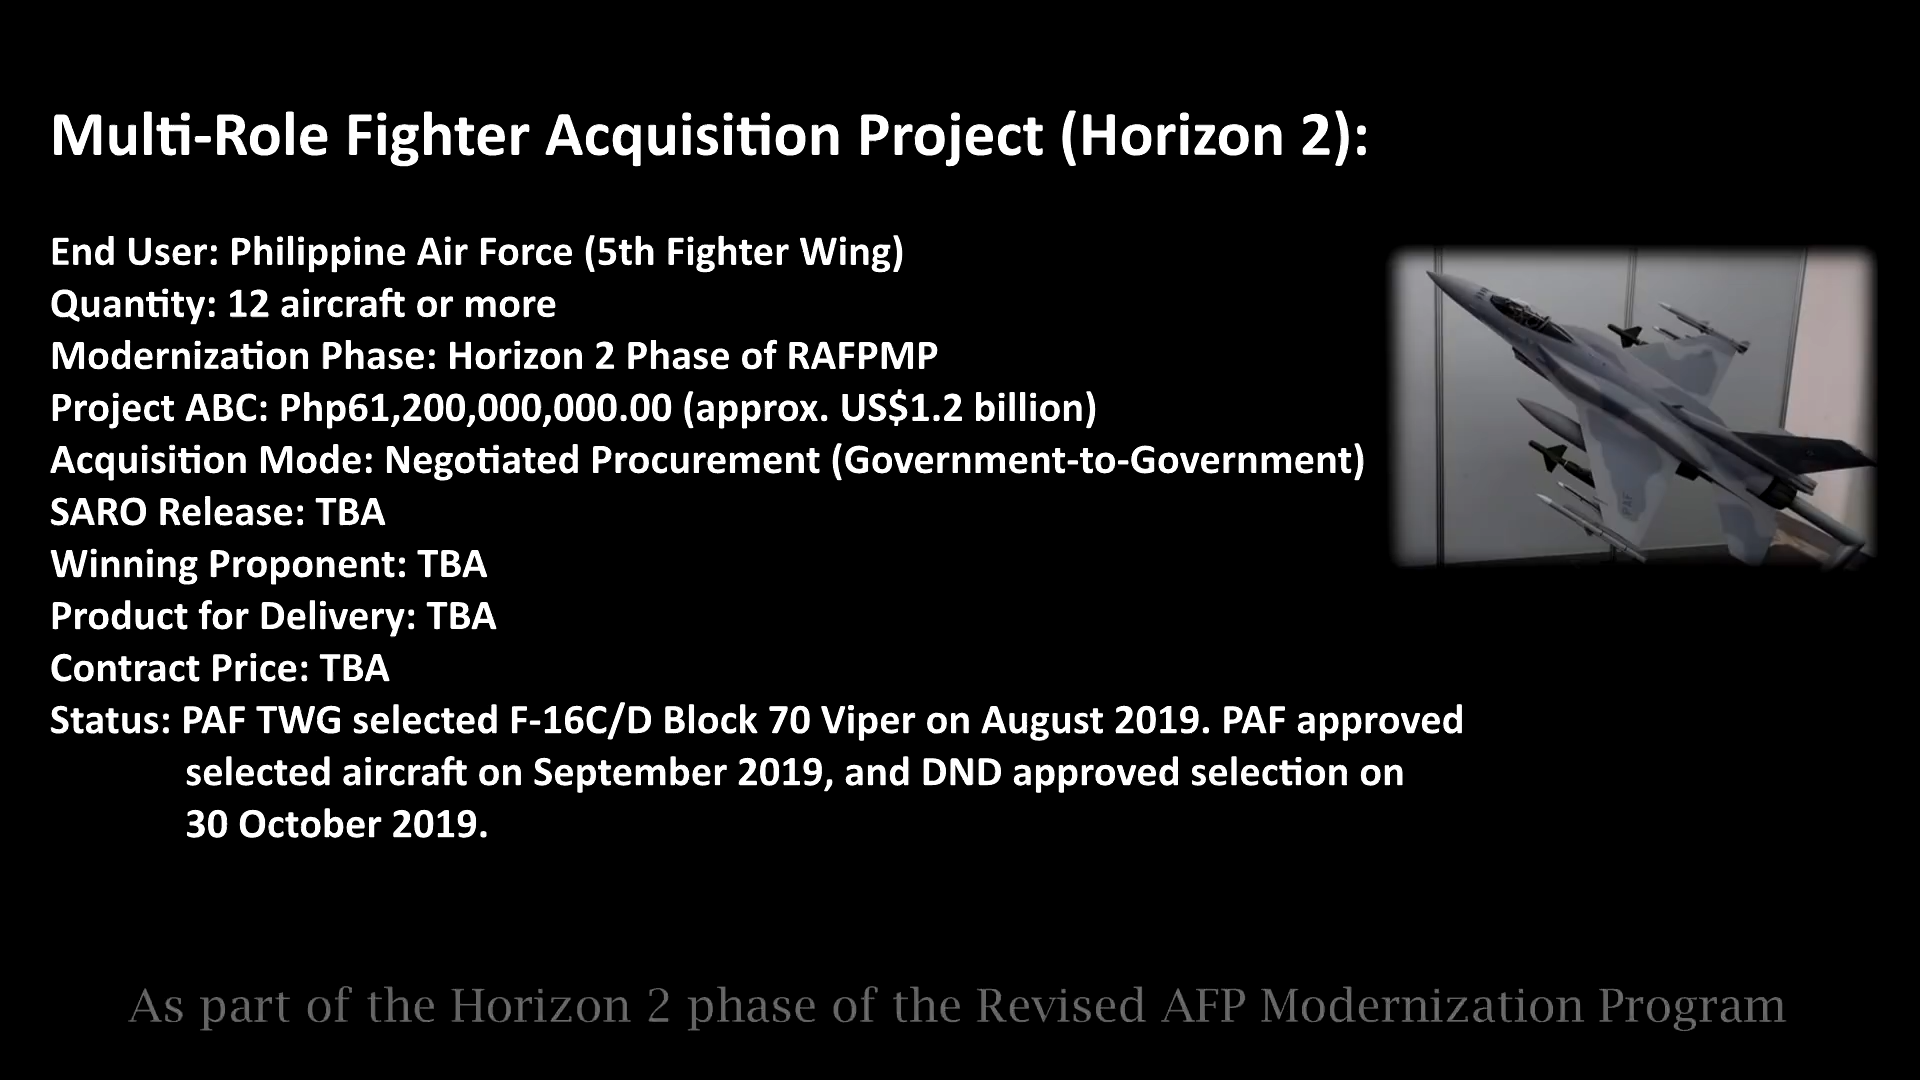 Multi-Role Fighter Acquisition Project (Horizon 2):
End User: Philippine Air Force (5th Fighter Wing)
Quantity: 12 aircraft or more
Modernization Phase: Horizon 2 Phase of RAFPMP
Project ABC: Php61,200,000,000.00 (approx. US$1.2 billion)
Acquisition Mode: Negotiated Procurement (Government-to-Government)
SARO Release: TBA
Winning Proponent: TBA
Product for Delivery: TBA
Contract Price: TBA
Status: PAF TWG selected F-16C/D Block 70 Viper on August 2019. PAF approved
selected aircraft on September 2019, and DND approved selection on
30 October 2019.
PAF
As part of the Horizon 2 phase of the Revised AFP Modernization Program